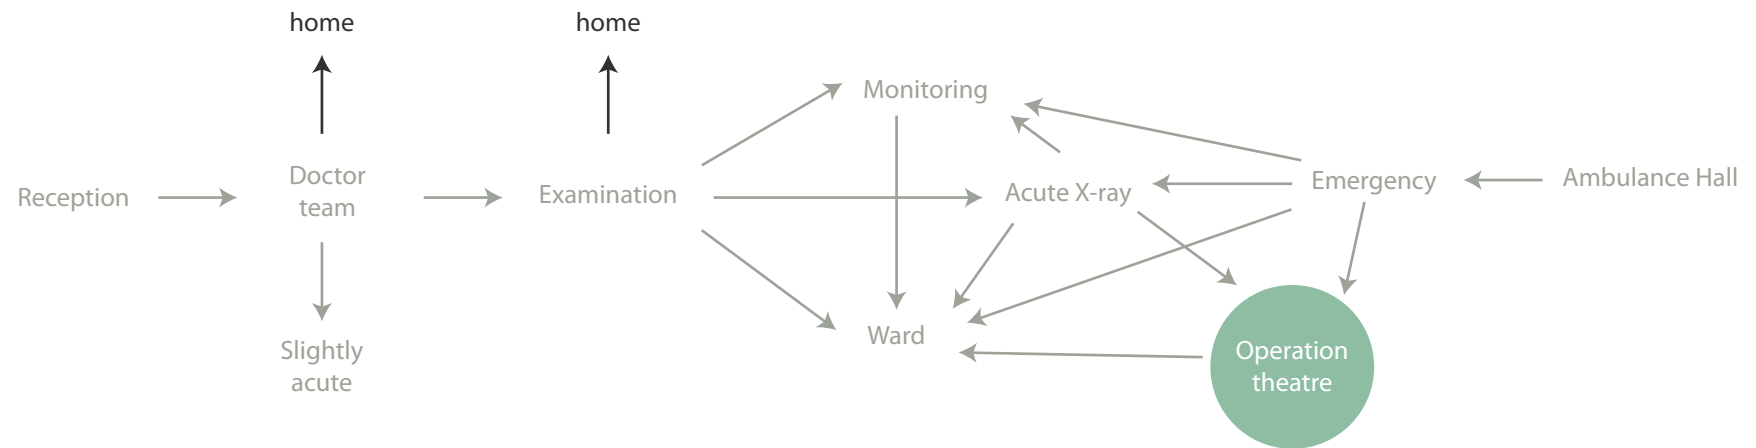 home
home
Monitoring
Reception
Doctor
team
Examination
Acute X-ray
Emergency
Ambulance Hall
Slightly
acute
Ward
Operation
theatre